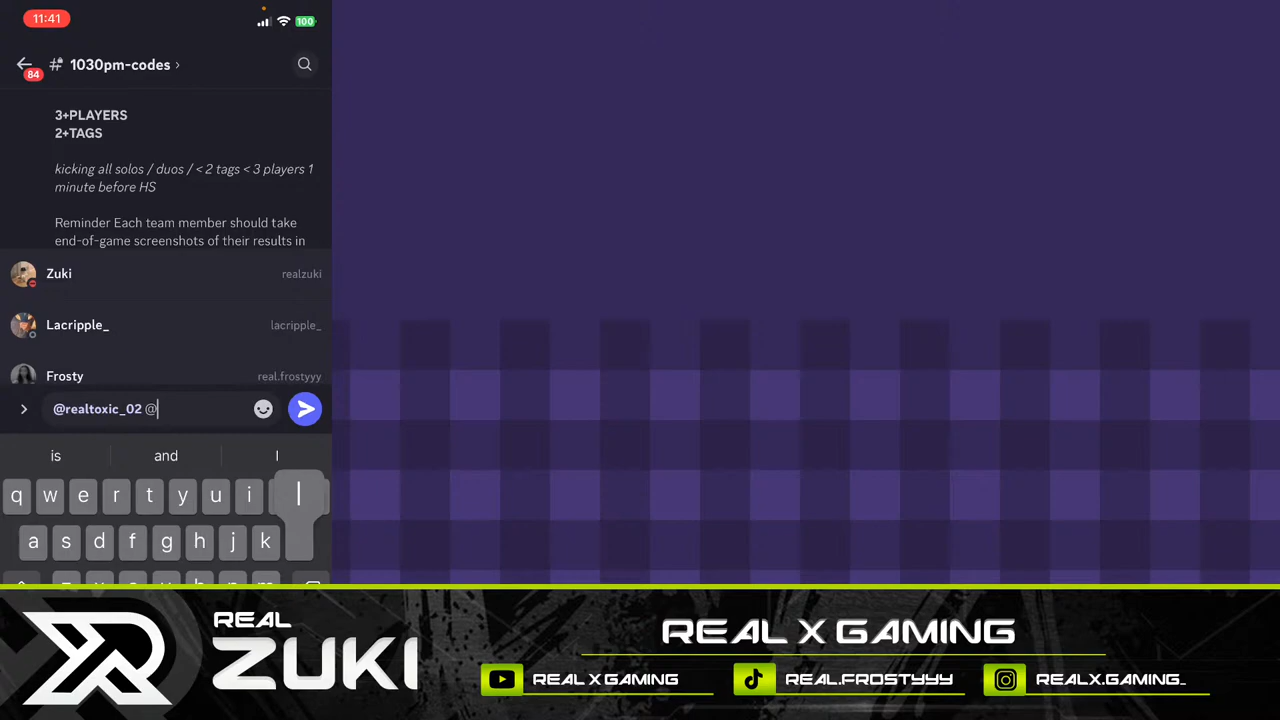 11:41
100
84
# 1030pm-codes ›
3+PLAYERS
2+TAGS
kicking all solos / duos / < 2 tags < 3 players 1
minute before HS
Reminder Each team member should take
end-of-game screenshots of their results in
Zuki realzuki
Lacripple_ lacripple_
Frosty real.frostyyy
@realtoxic_02 @
is and I
q w e r t y u i l
a s d f g h j k
REAL
ZUKI
REAL X GAMING
REAL X GAMING REAL.FROSTYYY REALX.GAMING_